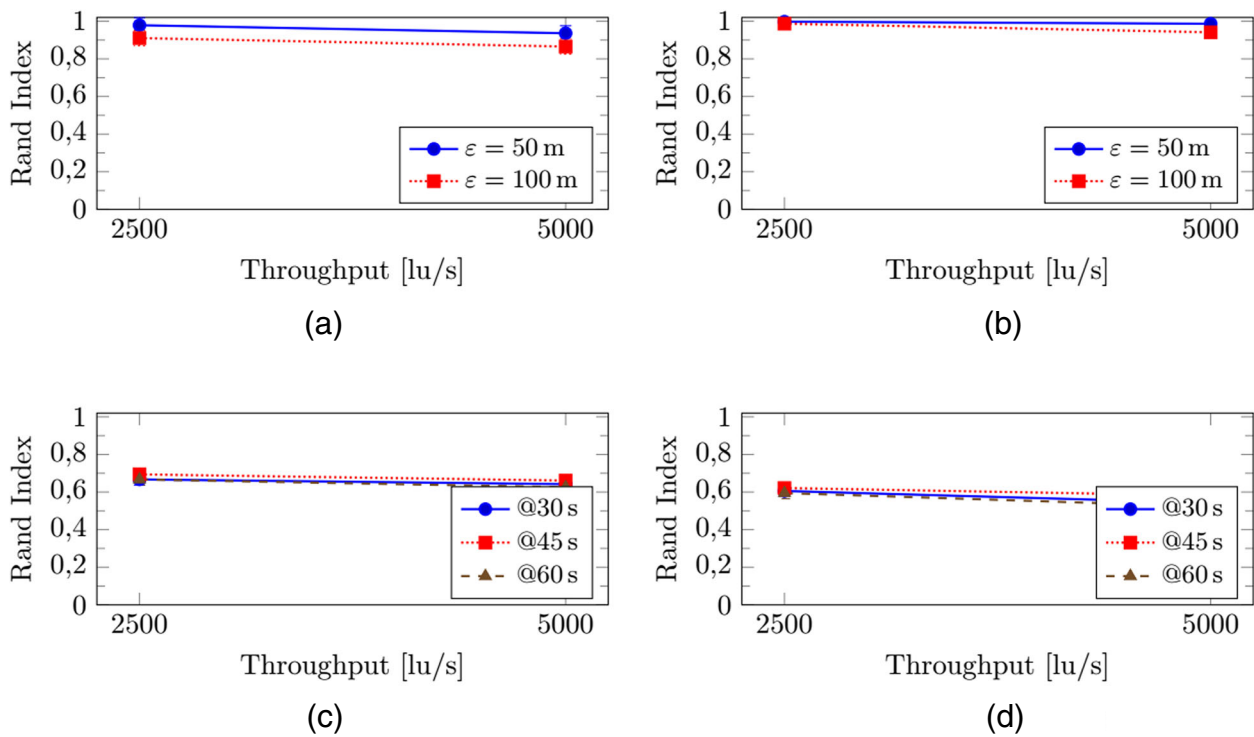 1
0,8
0,6
0,4
0,2
0
Rand Index
ε = 50 m
ε = 100 m
2500 5000
Throughput [lu/s]
(a)
1
0,8
0,6
0,4
0,2
0
Rand Index
ε = 50 m
ε = 100 m
2500 5000
Throughput [lu/s]
(b)
1
0,8
0,6
0,4
0,2
0
Rand Index
@30 s
@45 s
@60 s
2500 5000
Throughput [lu/s]
(c)
1
0,8
0,6
0,4
0,2
0
Rand Index
@30 s
@45 s
@60 s
2500 5000
Throughput [lu/s]
(d)